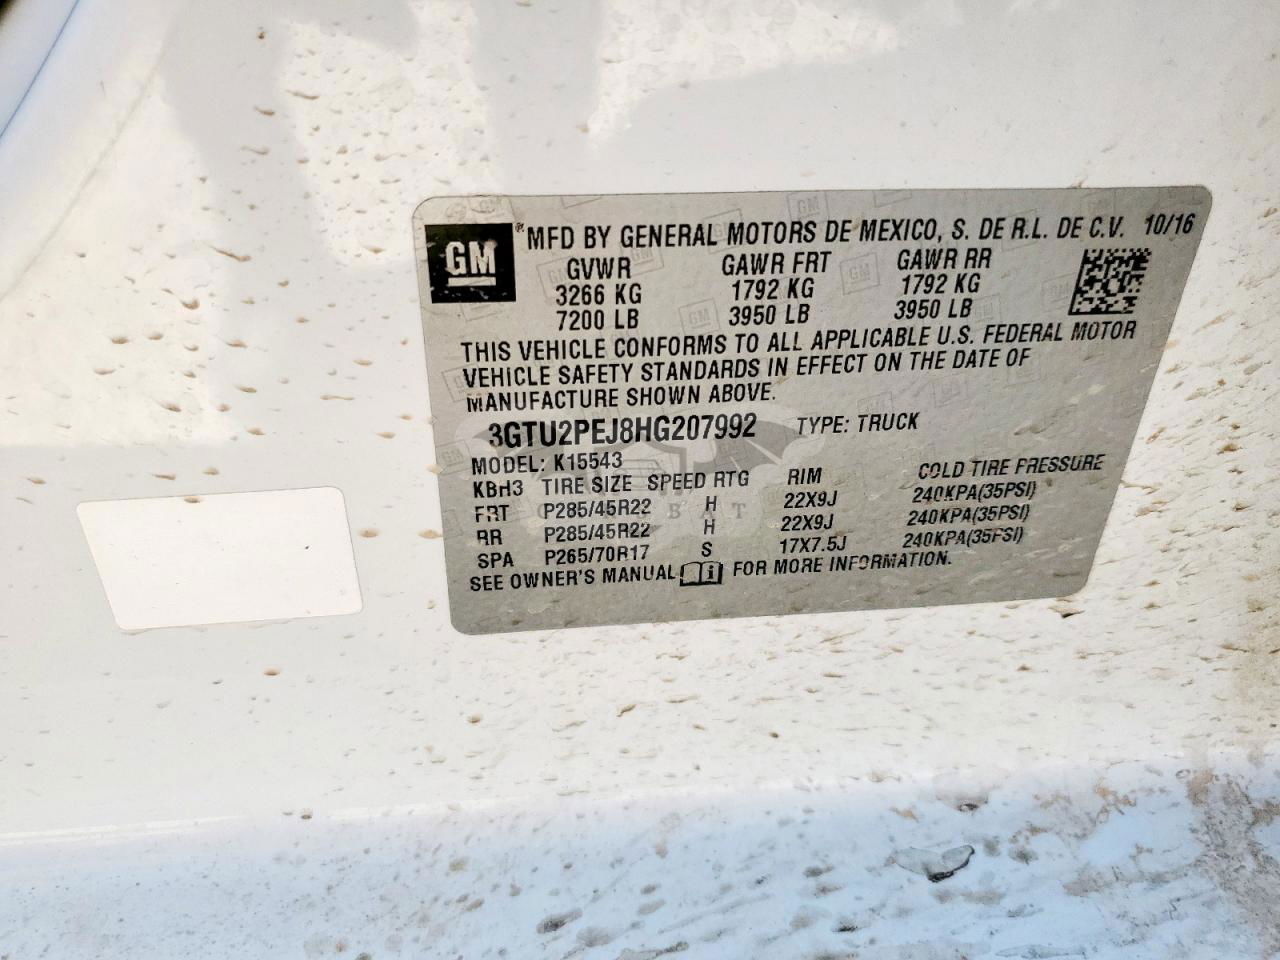 GM
® MFD BY GENERAL MOTORS DE MEXICO, S. DE R.L. DE C.V. 10/16
GVWR GAWR FRT GAWR RR
3266 KG 1792 KG 1792 KG
7200 LB 3950 LB 3950 LB
THIS VEHICLE CONFORMS TO ALL APPLICABLE U.S. FEDERAL MOTOR
VEHICLE SAFETY STANDARDS IN EFFECT ON THE DATE OF
MANUFACTURE SHOWN ABOVE.
3GTU2PEJ8HG207992 TYPE: TRUCK
MODEL: K15543
KBH3 TIRE SIZE SPEED RTG RIM COLD TIRE PRESSURE
FRT P285/45R22 H 22X9J 240KPA(35PSI)
RR P285/45R22 H 22X9J 240KPA(35PSI)
SPA P265/70R17 S 17X7.5J 240KPA(35PSI)
SEE OWNER'S MANUAL FOR MORE INFORMATION.